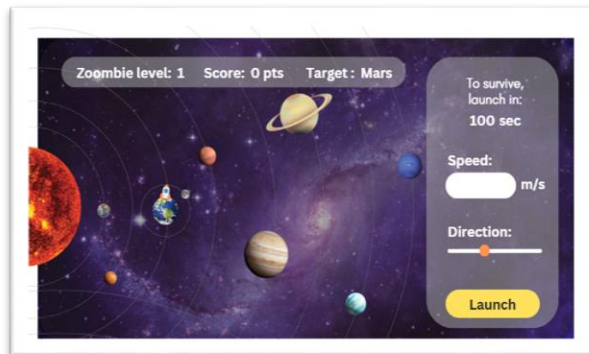 Zoombie level: 1 Score: 0 pts Target : Mars
To survive,
launch in:
100 sec
Speed:
m/s
Direction:
Launch